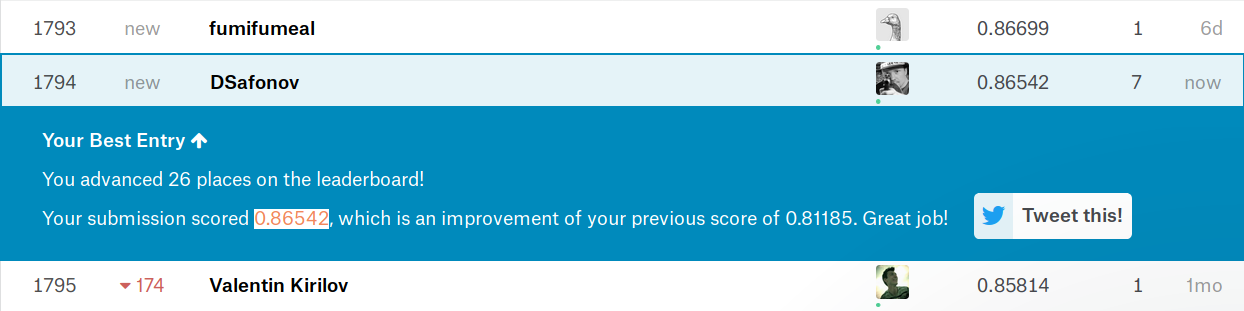 1793 new fumifumeal 0.86699 1 6d
1794 new DSafonov 0.86542 7 now
Your Best Entry
You advanced 26 places on the leaderboard!
Your submission scored 0.86542, which is an improvement of your previous score of 0.81185. Great job! Tweet this!
1795 174 Valentin Kirilov 0.85814 1 1mo